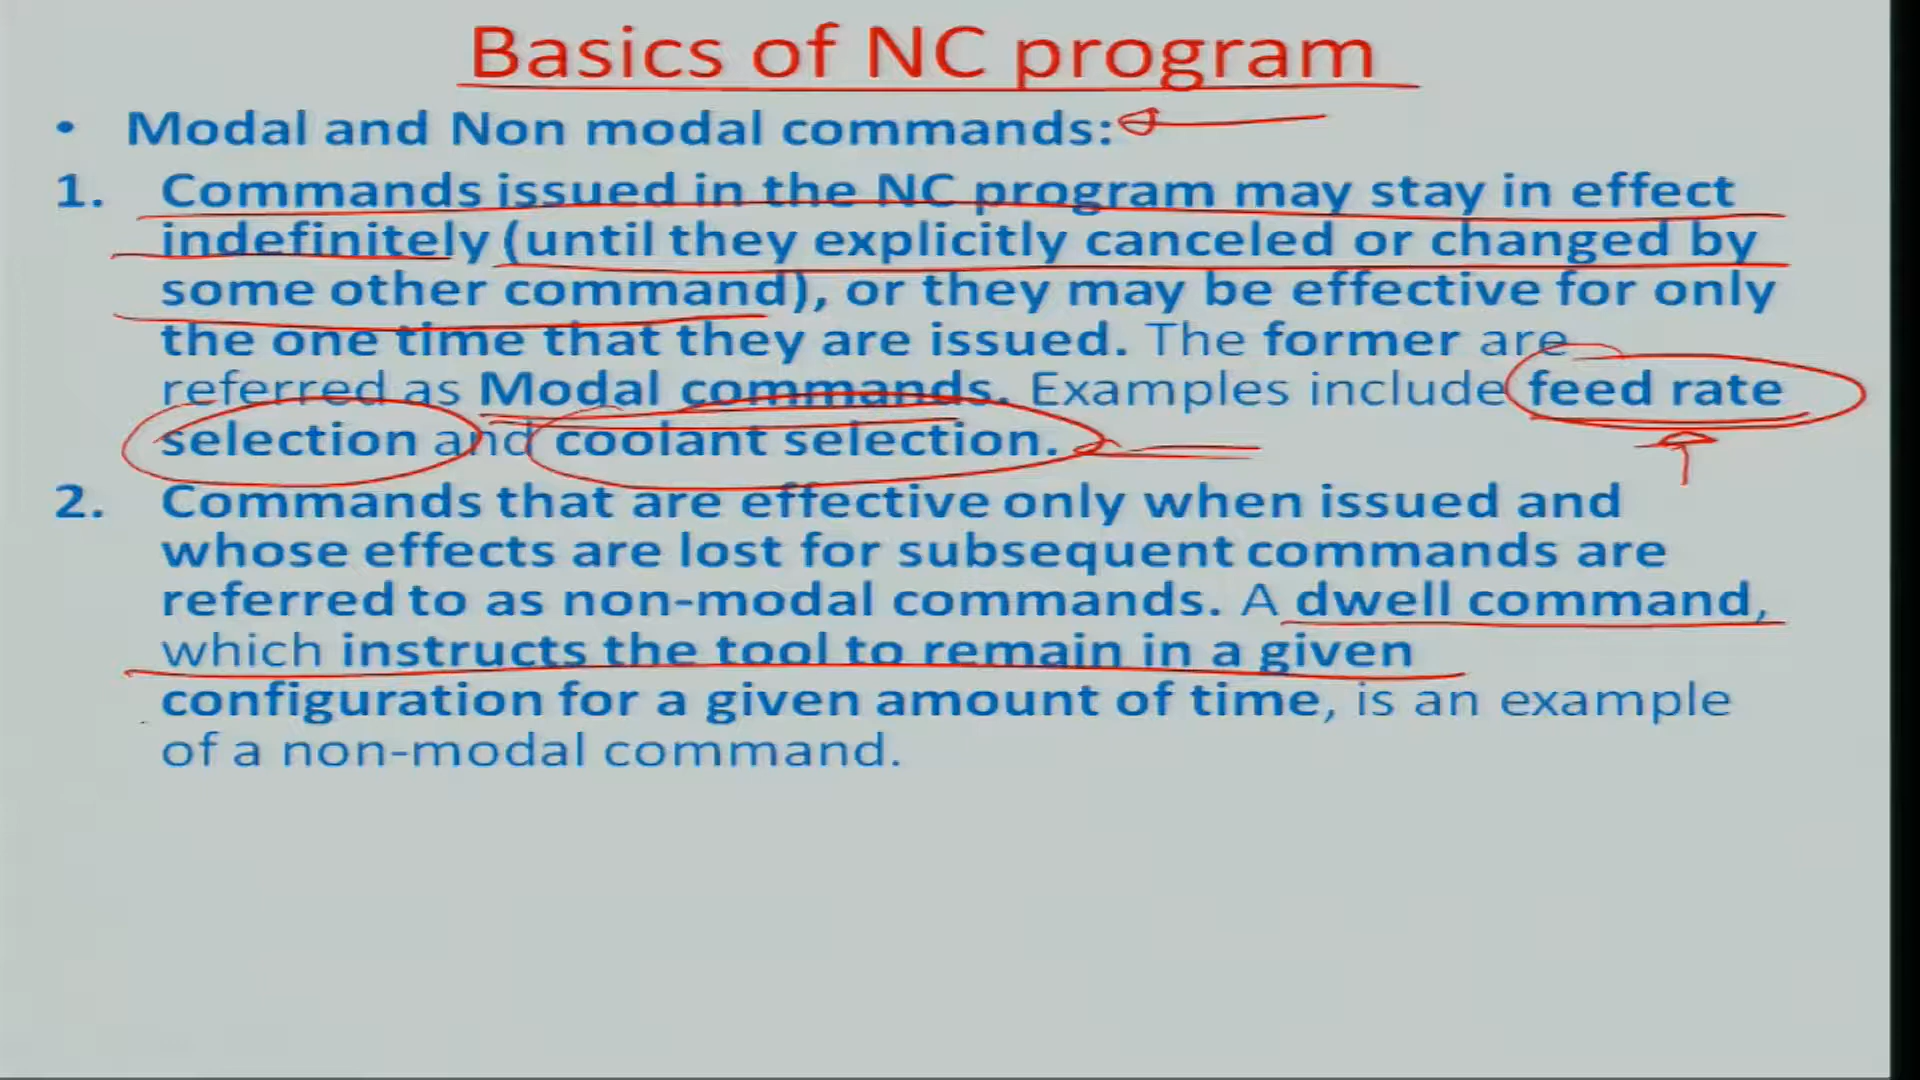 Basics of NC program
• Modal and Non modal commands:
1. Commands issued in the NC program may stay in effect
indefinitely (until they explicitly canceled or changed by
some other command), or they may be effective for only
the one time that they are issued. The former are
referred as Modal commands. Examples include feed rate
selection and coolant selection.
2. Commands that are effective only when issued and
whose effects are lost for subsequent commands are
referred to as non-modal commands. A dwell command,
which instructs the tool to remain in a given
configuration for a given amount of time, is an example
of a non-modal command.